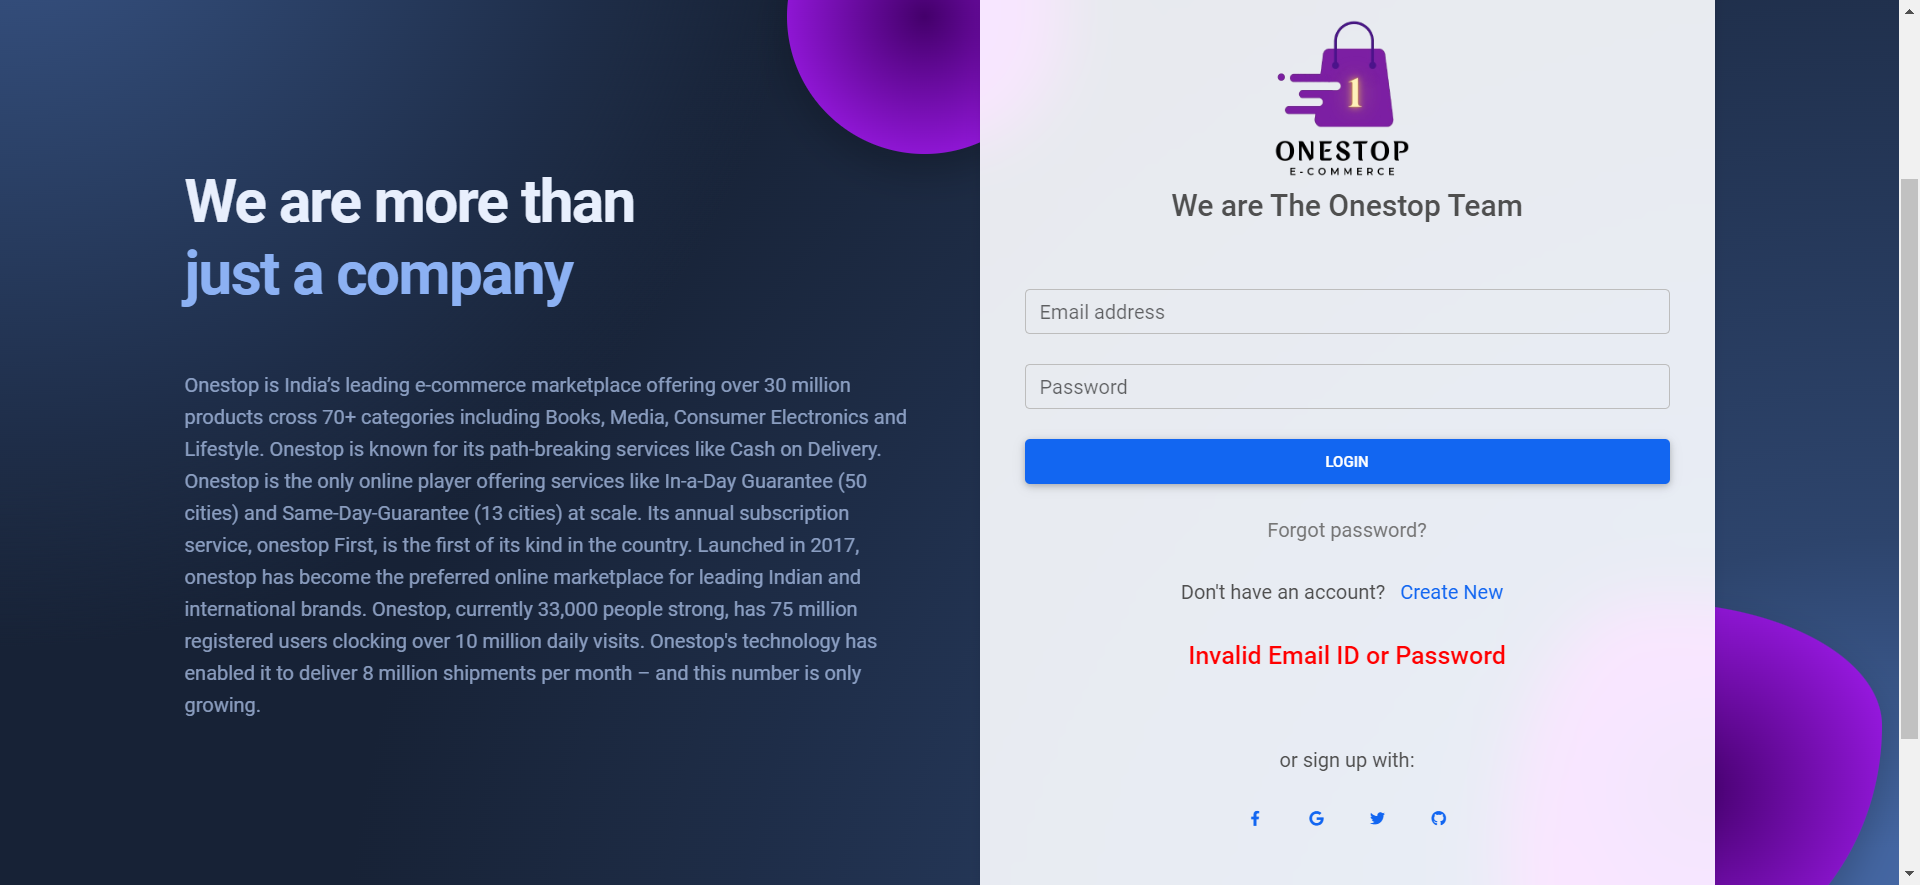 We are more than
just a company
Onestop is India’s leading e-commerce marketplace offering over 30 million
products cross 70+ categories including Books, Media, Consumer Electronics and
Lifestyle. Onestop is known for its path-breaking services like Cash on Delivery.
Onestop is the only online player offering services like In-a-Day Guarantee (50
cities) and Same-Day-Guarantee (13 cities) at scale. Its annual subscription
service, onestop First, is the first of its kind in the country. Launched in 2017,
onestop has become the preferred online marketplace for leading Indian and
international brands. Onestop, currently 33,000 people strong, has 75 million
registered users clocking over 10 million daily visits. Onestop's technology has
enabled it to deliver 8 million shipments per month – and this number is only
growing.
1
ONESTOP
E-COMMERCE
We are The Onestop Team
Email address
Password
LOGIN
Forgot password?
Don't have an account? Create New
Invalid Email ID or Password
or sign up with: